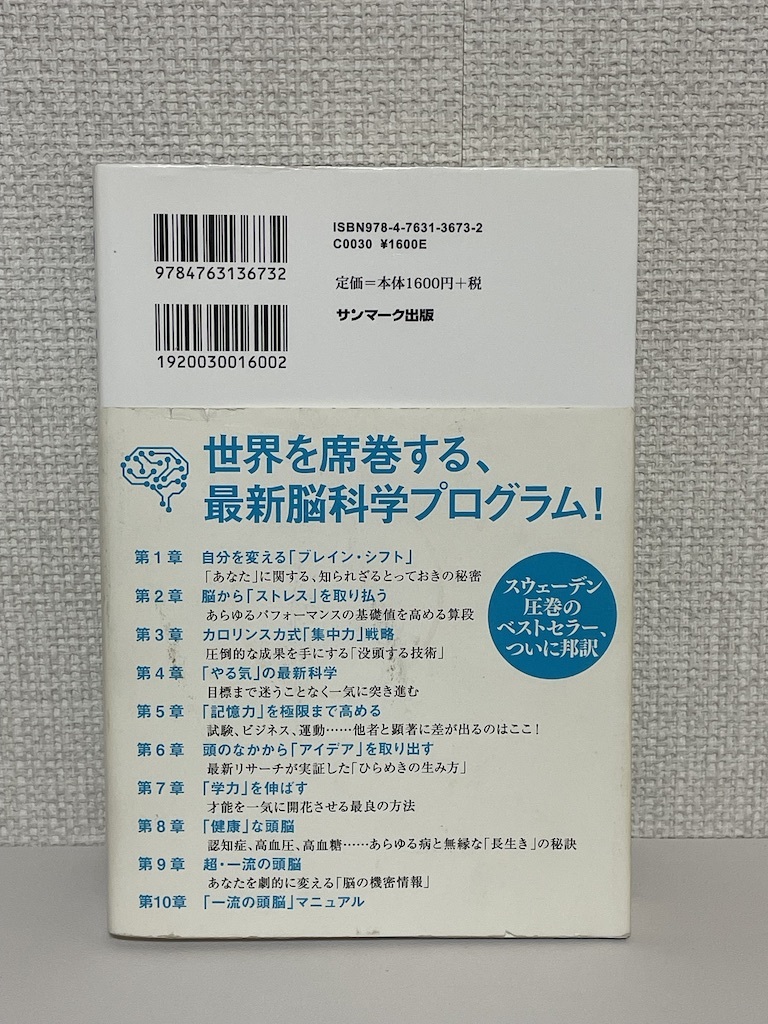 ISBN978-4-7631-3673-2
C0030 ¥1600E
9784763136732
定価＝本体1600円＋税
サンマーク出版
1920030016002
世界を席巻する、
最新脳科学プログラム！
第1章 自分を変える「ブレイン・シフト」
「あなた」に関する、知られざるとっておきの秘密
第2章 脳から「ストレス」を取り払う
あらゆるパフォーマンスの基礎値を高める算段
第3章 カロリンスカ式「集中力」戦略
圧倒的な成果を手にする「没頭する技術」
第4章 「やる気」の最新科学
目標まで迷うことなく一気に突き進む
第5章 「記憶力」を極限まで高める
試験、ビジネス、運動……他者と顕著に差が出るのはここ！
第6章 頭のなかから「アイデア」を取り出す
最新リサーチが実証した「ひらめきの生み方」
第7章 「学力」を伸ばす
才能を一気に開花させる最良の方法
第8章 「健康」な頭脳
認知症、高血圧、高血糖……あらゆる病と無縁な「長生き」の秘訣
第9章 超・一流の頭脳
あなたを劇的に変える「脳の機密情報」
第10章 「一流の頭脳」マニュアル
スウェーデン
圧巻の
ベストセラー、
ついに邦訳